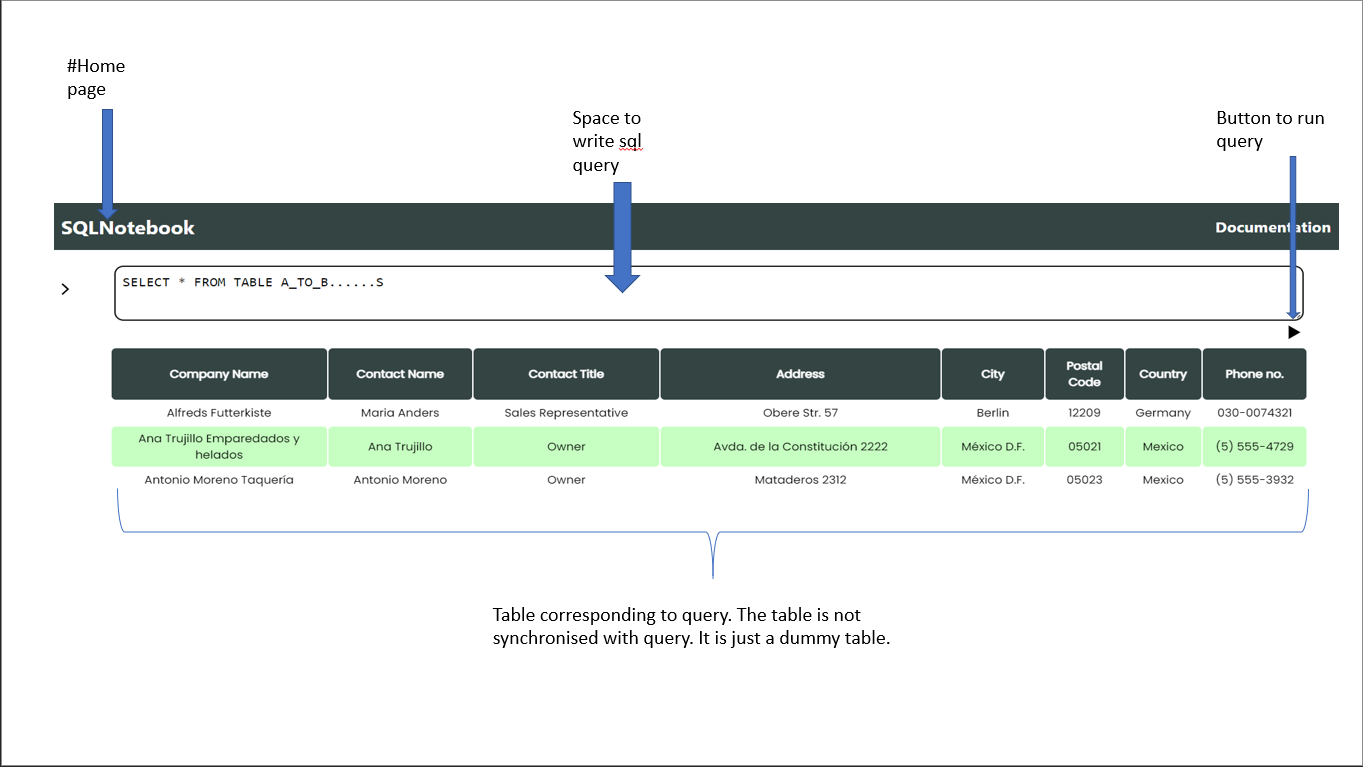 #Home
page
Space to
write sql
query
Button to run
query
SQLNotebook
Documentation
SELECT * FROM TABLE A_TO_B......S
Company Name Contact Name Contact Title Address City Postal Code Country Phone no.
Alfreds Futterkiste Maria Anders Sales Representative Obere Str. 57 Berlin 12209 Germany 030-0074321
Ana Trujillo Emparedados y
helados
Ana Trujillo Owner Avda. de la Constitución 2222 México D.F. 05021 Mexico (5) 555-4729
Antonio Moreno Taquería Antonio Moreno Owner Mataderos 2312 México D.F. 05023 Mexico (5) 555-3932
Table corresponding to query. The table is not
synchronised with query. It is just a dummy table.